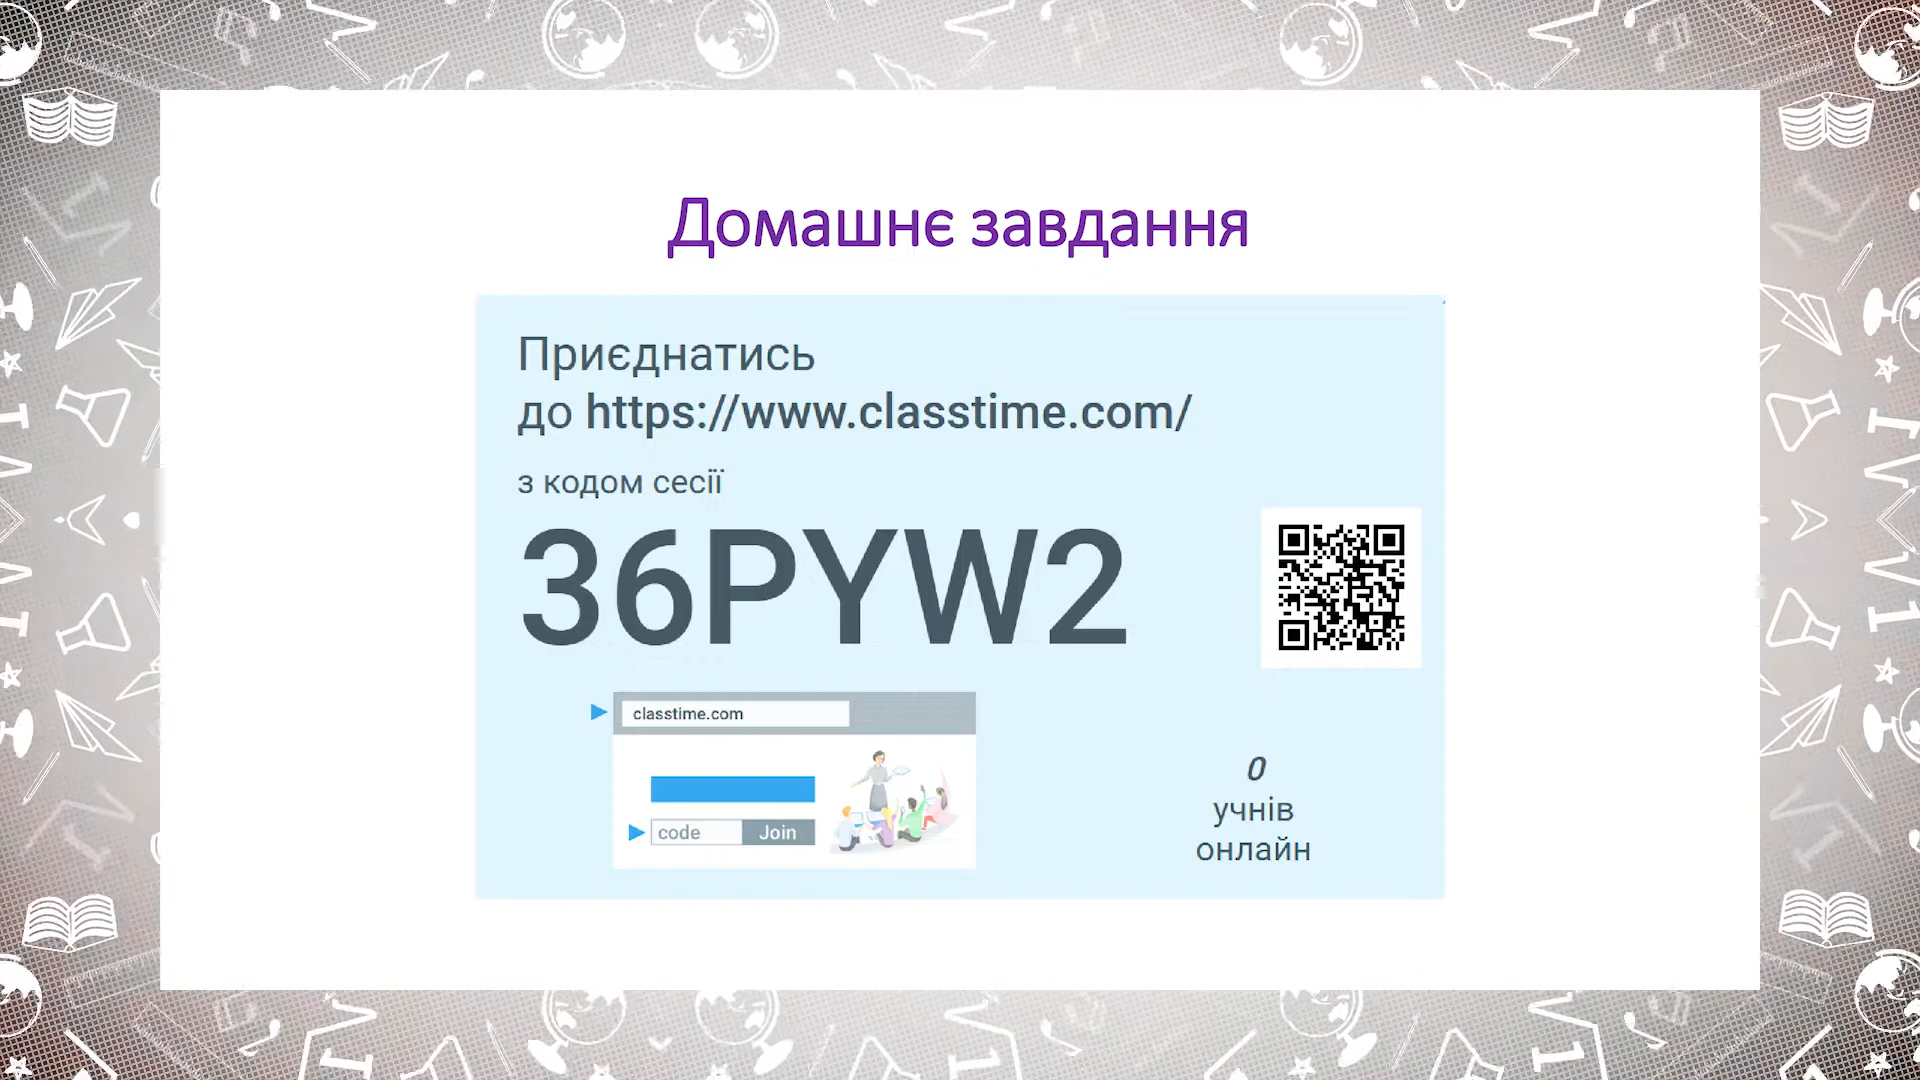 Домашнє завдання
Приєднатись
до https://www.classtime.com/
з кодом сесії
36PYW2
classtime.com
code Join
0
учнів
онлайн